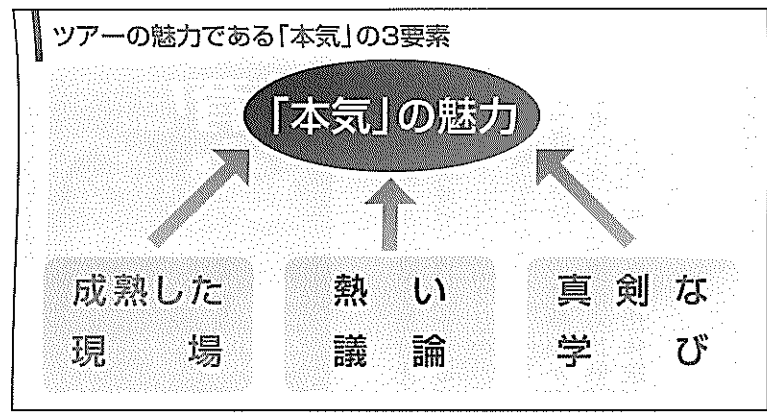 ツアーの魅力である「本気」の3要素
「本気」の魅力
成熟した
現場
熱い
議論
真剣な
学び